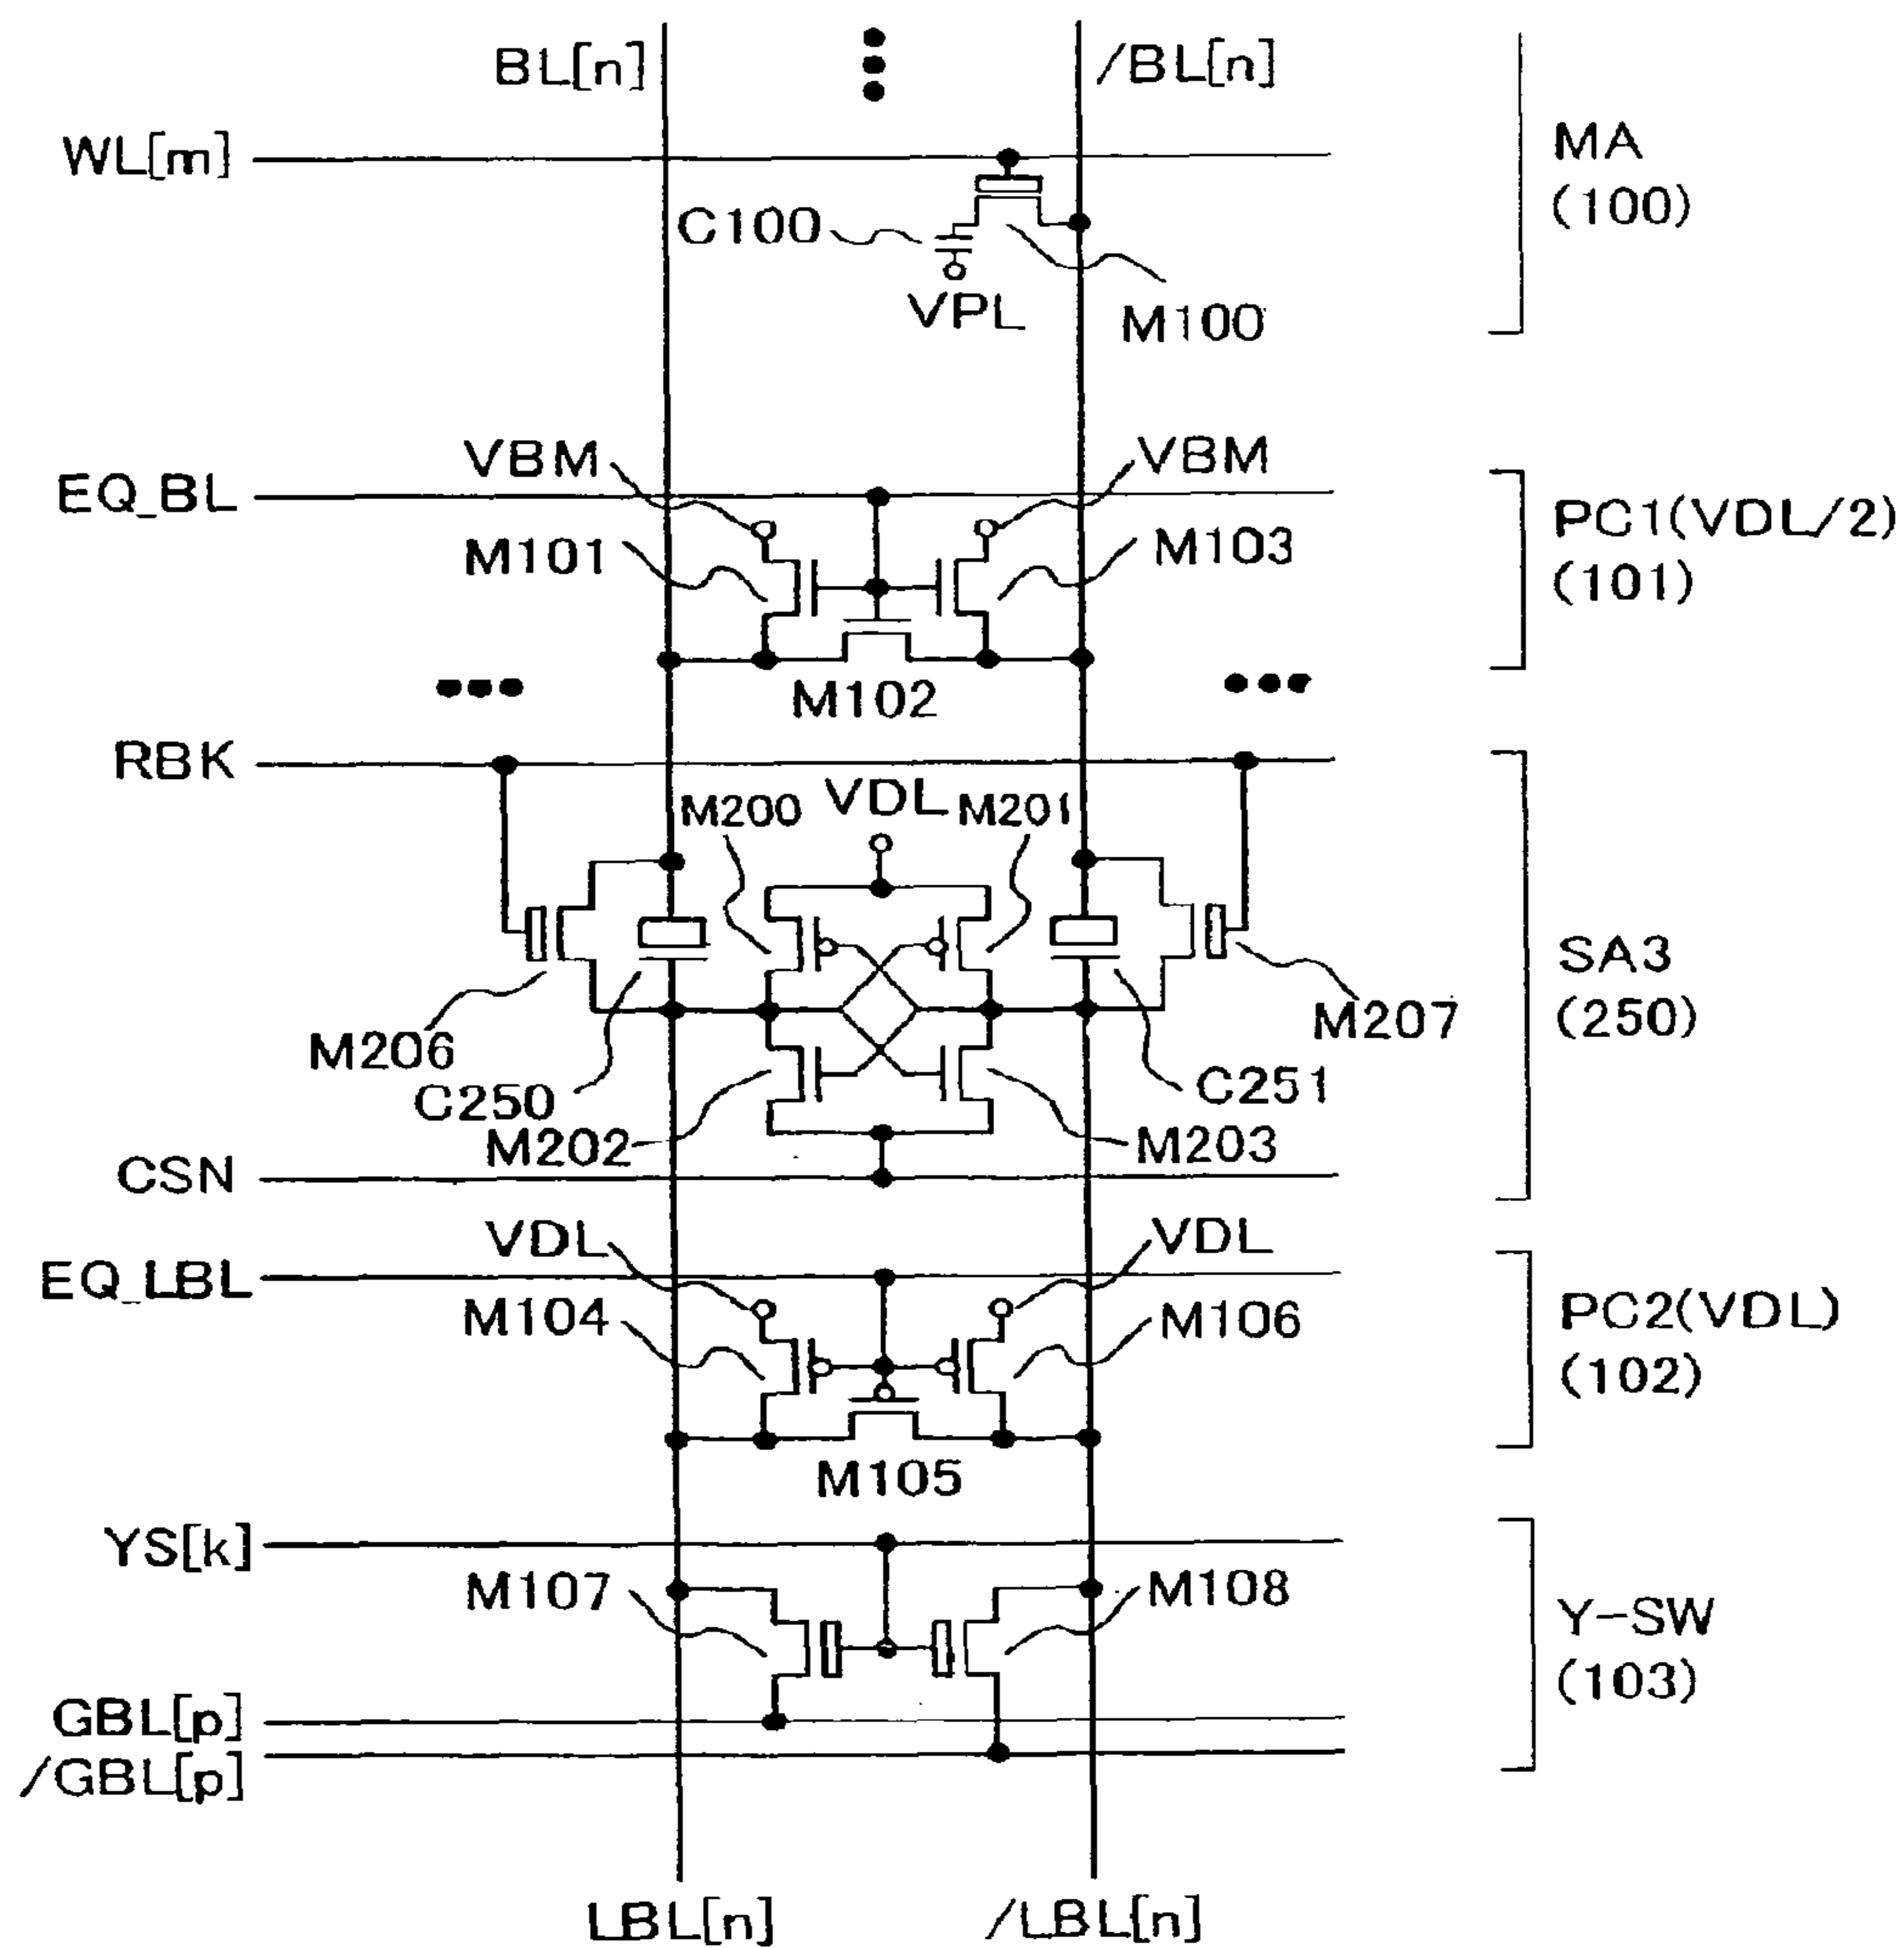 BL[n]
/BL[n]
WL[m]
MA
(100)
C100
VPL
M100
VBM
VBM
EQ_BL
PC1(VDL/2)
(101)
M101
M103
M102
RBK
M200
VDL
M201
SA3
(250)
M206
M207
C250
C251
M202
M203
CSN
VDL
VDL
EQ_LBL
PC2(VDL)
(102)
M104
M106
M105
YS[k]
M107
M108
Y-SW
(103)
GBL[p]
/GBL[p]
LBL[n]
/LBL[n]